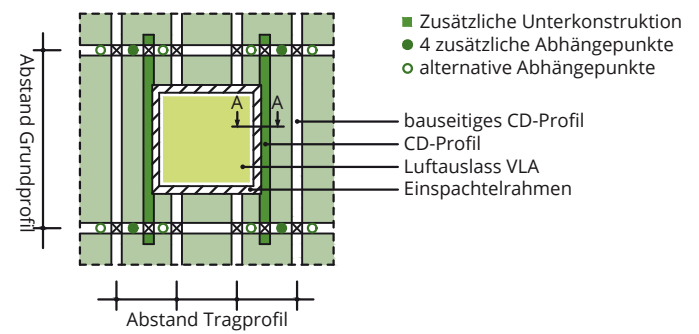 Zusätzliche Unterkonstruktion
4 zusätzliche Abhängepunkte
alternative Abhängepunkte
Abstand Grundprofil
A A
bauseitiges CD-Profil
CD-Profil
Luftauslass VLA
Einspachtelrahmen
Abstand Tragprofil